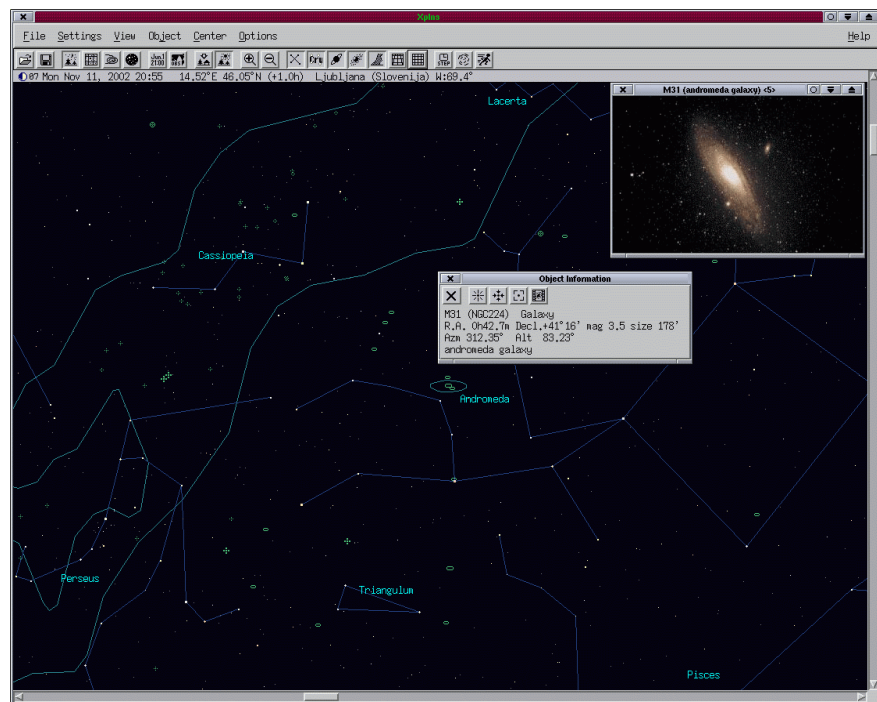 Xplns
File Settings View Object Center Options Help
07 Mon Nov 11, 2002 20:55 14.52°E 46.05°N (+1.0h) Ljubljana (Slovenija) W:69.4°
Lacerta
M31 (andromeda galaxy) <5>
Cassiopeia
Object Information
M31 (NGC224) Galaxy
R.A. 0h42.7m Decl.+41°16' mag 3.5 size 178'
Azm 312.35° Alt 83.23°
andromeda galaxy
Andromeda
Perseus
Triangulum
Pisces